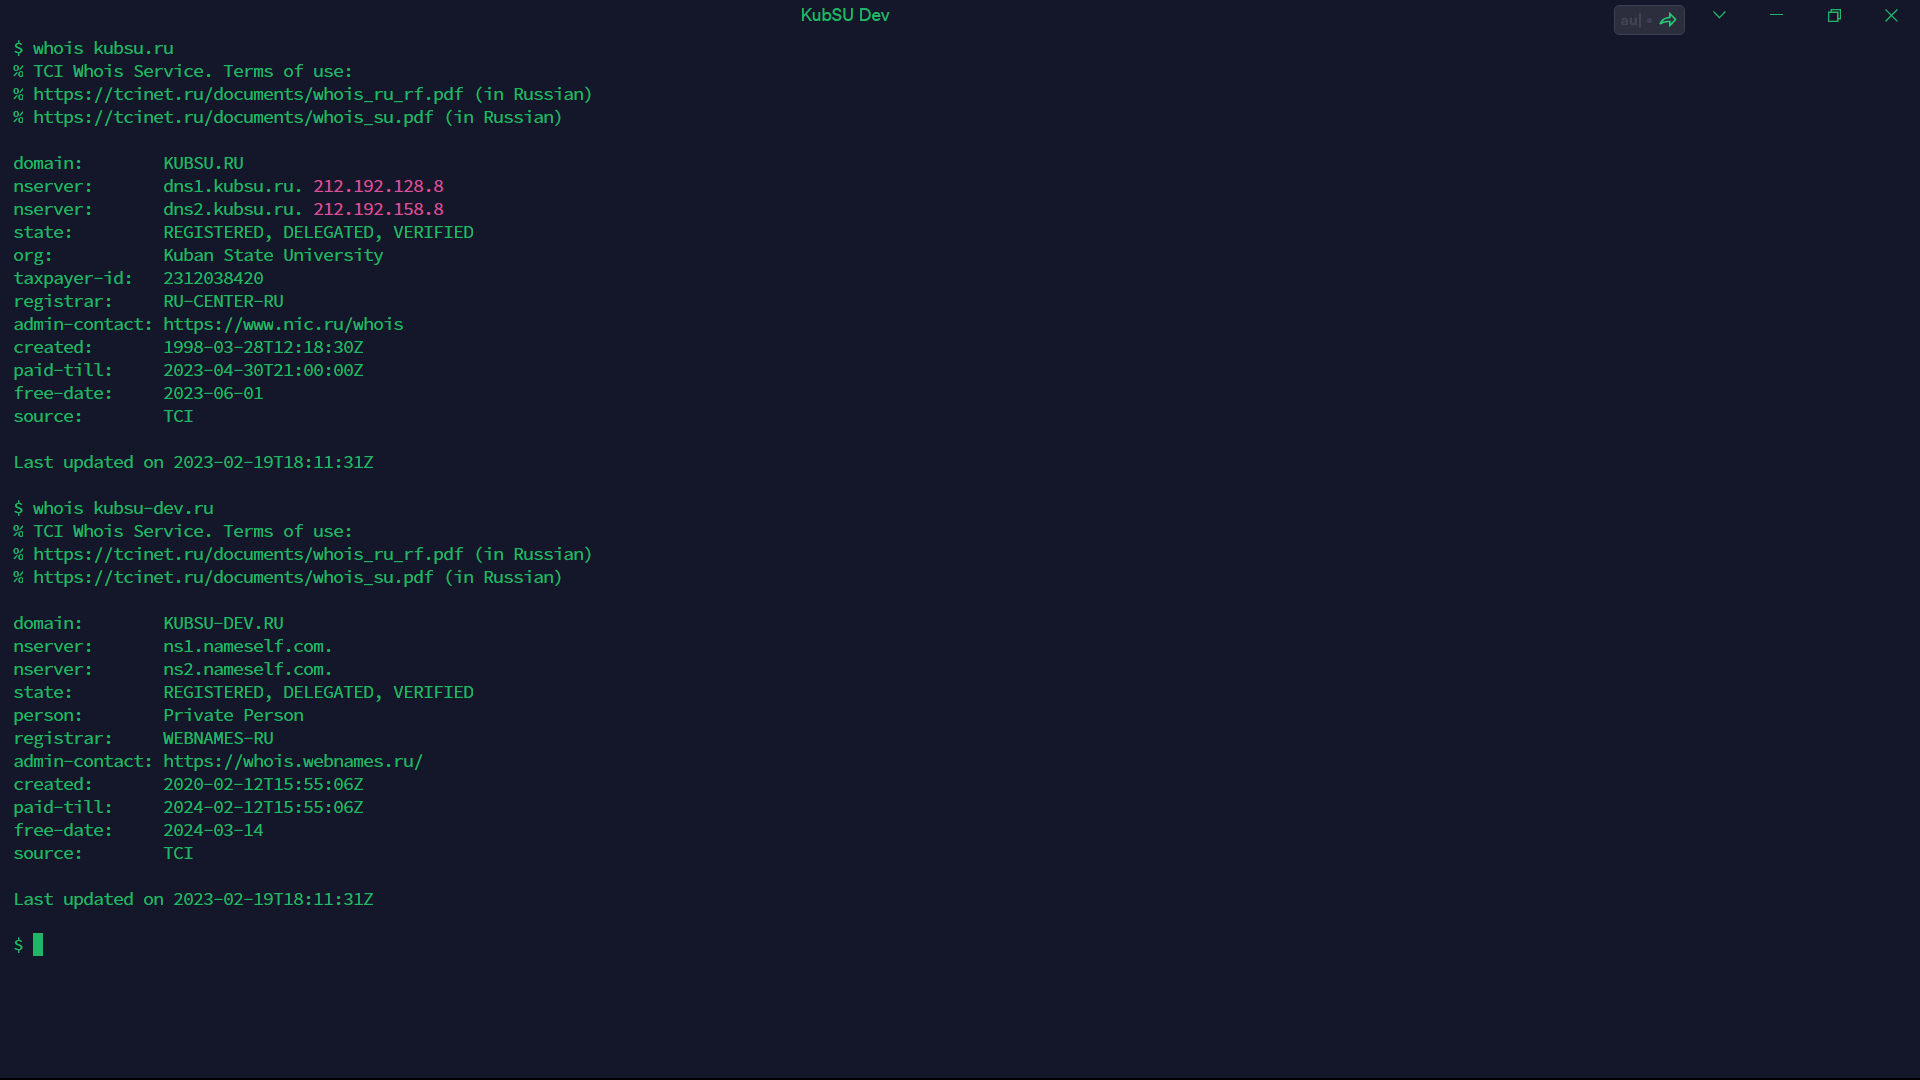 KubSU Dev
$ whois kubsu.ru
% TCI Whois Service. Terms of use:
% https://tcinet.ru/documents/whois_ru_rf.pdf (in Russian)
% https://tcinet.ru/documents/whois_su.pdf (in Russian)
domain:        KUBSU.RU
nserver:       dns1.kubsu.ru. 212.192.128.8
nserver:       dns2.kubsu.ru. 212.192.158.8
state:         REGISTERED, DELEGATED, VERIFIED
org:           Kuban State University
taxpayer-id:   2312038420
registrar:     RU-CENTER-RU
admin-contact: https://www.nic.ru/whois
created:       1998-03-28T12:18:30Z
paid-till:     2023-04-30T21:00:00Z
free-date:     2023-06-01
source:        TCI
Last updated on 2023-02-19T18:11:31Z
$ whois kubsu-dev.ru
% TCI Whois Service. Terms of use:
% https://tcinet.ru/documents/whois_ru_rf.pdf (in Russian)
% https://tcinet.ru/documents/whois_su.pdf (in Russian)
domain:        KUBSU-DEV.RU
nserver:       ns1.nameself.com.
nserver:       ns2.nameself.com.
state:         REGISTERED, DELEGATED, VERIFIED
person:        Private Person
registrar:     WEBNAMES-RU
admin-contact: https://whois.webnames.ru/
created:       2020-02-12T15:55:06Z
paid-till:     2024-02-12T15:55:06Z
free-date:     2024-03-14
source:        TCI
Last updated on 2023-02-19T18:11:31Z
$